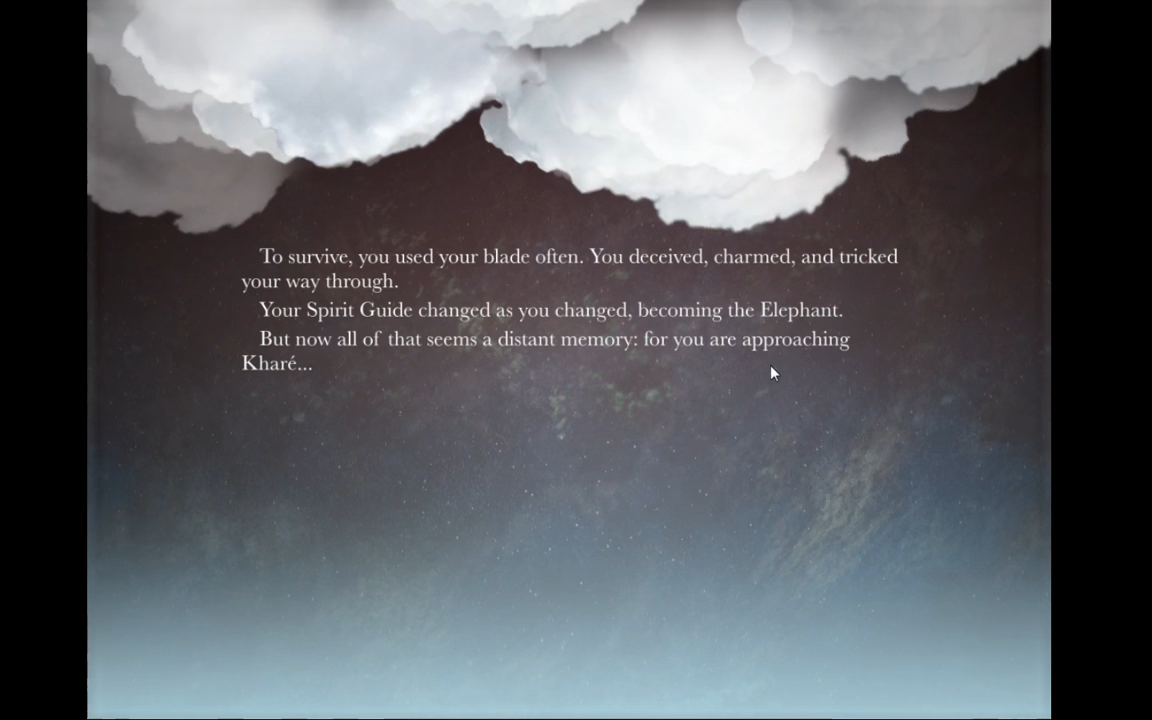 To survive, you used your blade often. You deceived, charmed, and tricked
your way through.
Your Spirit Guide changed as you changed, becoming the Elephant.
But now all of that seems a distant memory: for you are approaching
Kharé...